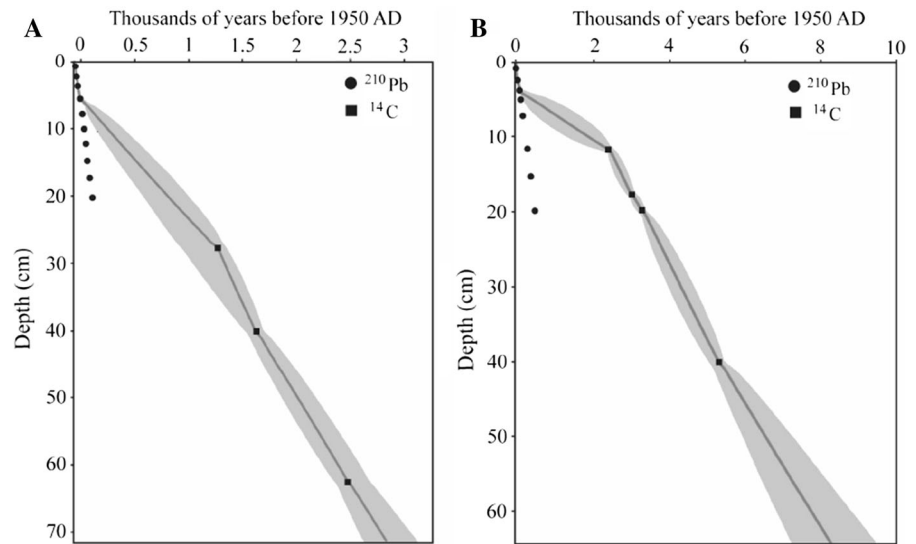 A
Thousands of years before 1950 AD
0 0.5 1 1.5 2 2.5 3
0
10
20
30
40
50
60
70
Depth (cm)
210Pb
14C
B
Thousands of years before 1950 AD
0 2 4 6 8 10
0
10
20
30
40
50
60
Depth (cm)
210Pb
14C